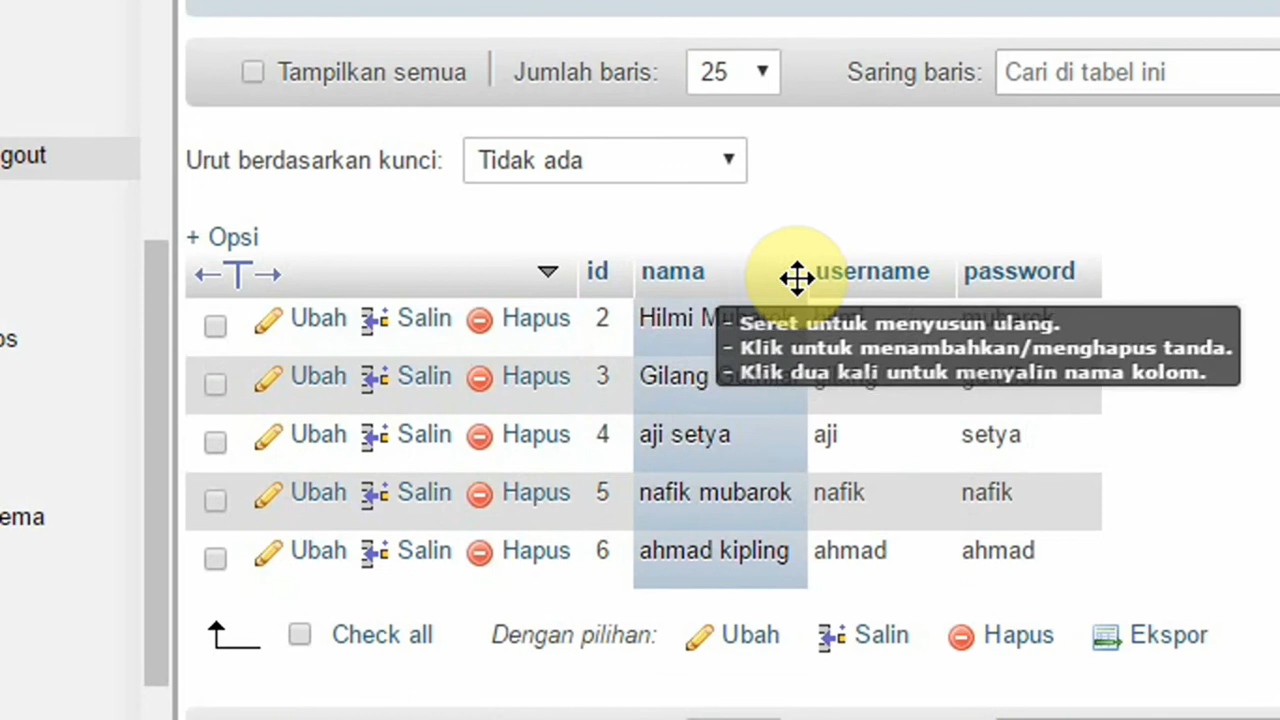 Tampilkan semua Jumlah baris: 25 Saring baris: Cari di tabel ini
gout
Urut berdasarkan kunci: Tidak ada
+ Opsi
←T→ id nama username password
Ubah Salin Hapus 2 Hilmi
- Seret untuk menyusun ulang.
- Klik untuk menambahkan/menghapus tanda.
- Klik dua kali untuk menyalin nama kolom.
os
Ubah Salin Hapus 3 Gilang
Ubah Salin Hapus 4 aji setya aji setya
Ubah Salin Hapus 5 nafik mubarok nafik nafik
ema
Ubah Salin Hapus 6 ahmad kipling ahmad ahmad
Check all Dengan pilihan: Ubah Salin Hapus Ekspor